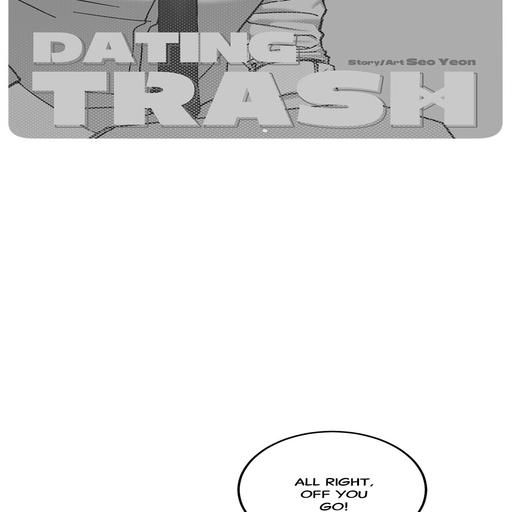 DATING
Story/Art Seo Yeon
TRASH
ALL RIGHT,
OFF YOU
GO!